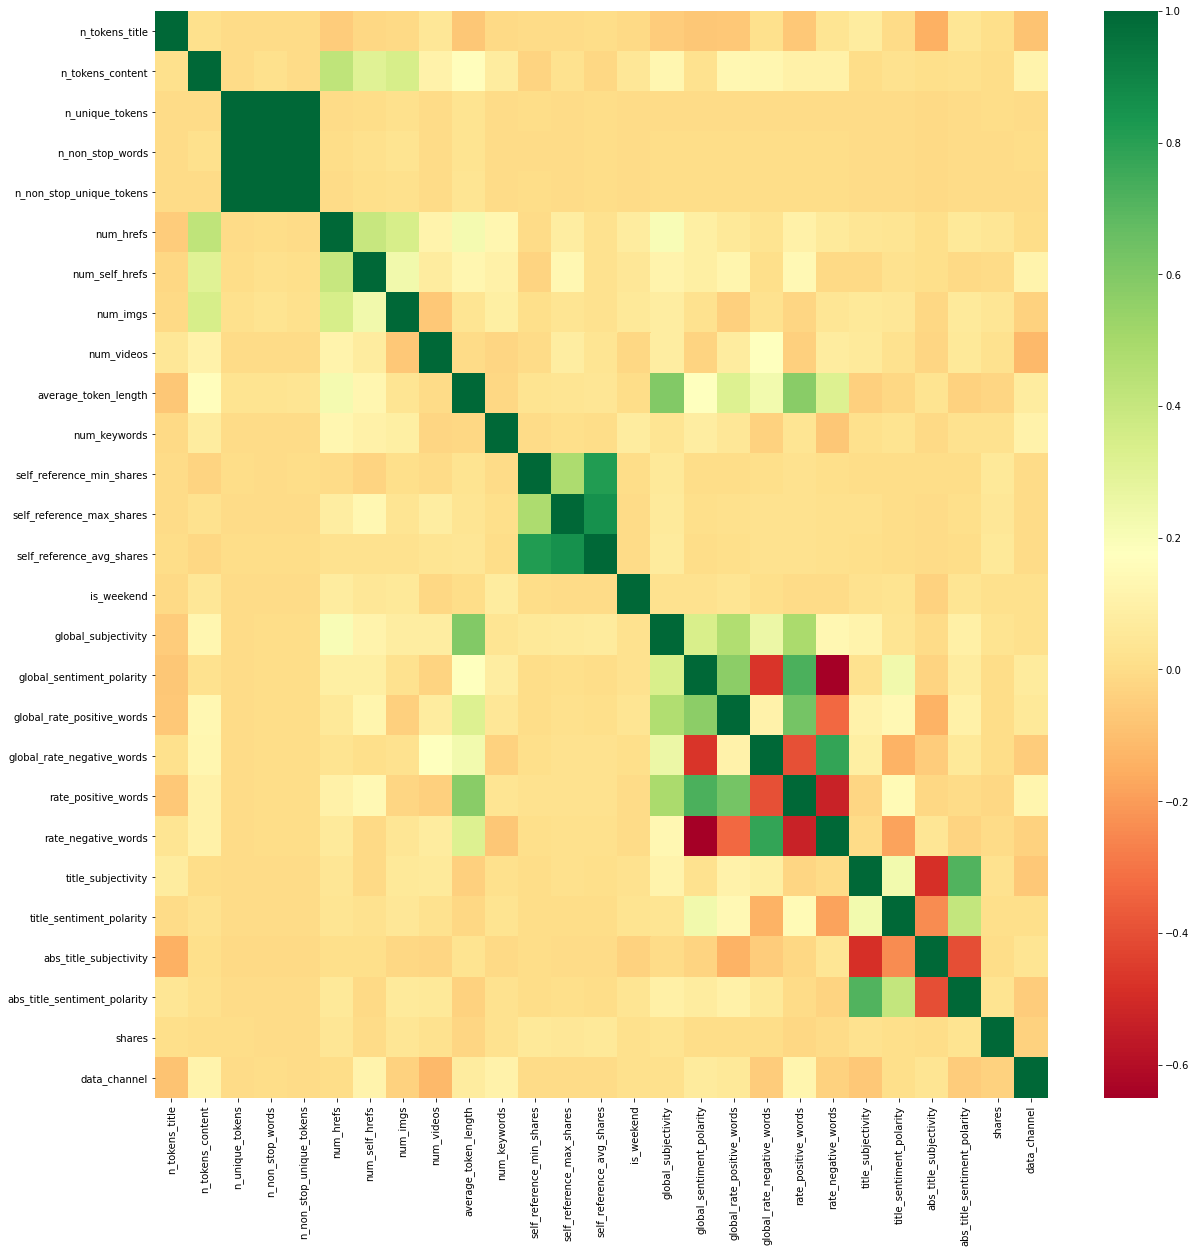 n_tokens_title
n_tokens_content
n_unique_tokens
n_non_stop_words
n_non_stop_unique_tokens
num_hrefs
num_self_hrefs
num_imgs
num_videos
average_token_length
num_keywords
self_reference_min_shares
self_reference_max_shares
self_reference_avg_shares
is_weekend
global_subjectivity
global_sentiment_polarity
global_rate_positive_words
global_rate_negative_words
rate_positive_words
rate_negative_words
title_subjectivity
title_sentiment_polarity
abs_title_subjectivity
abs_title_sentiment_polarity
shares
data_channel
n_tokens_title
n_tokens_content
n_unique_tokens
n_non_stop_words
n_non_stop_unique_tokens
num_hrefs
num_self_hrefs
num_imgs
num_videos
average_token_length
num_keywords
self_reference_min_shares
self_reference_max_shares
self_reference_avg_shares
is_weekend
global_subjectivity
global_sentiment_polarity
global_rate_positive_words
global_rate_negative_words
rate_positive_words
rate_negative_words
title_subjectivity
title_sentiment_polarity
abs_title_subjectivity
abs_title_sentiment_polarity
shares
data_channel
1.0
0.8
0.6
0.4
0.2
0.0
−0.2
−0.4
−0.6